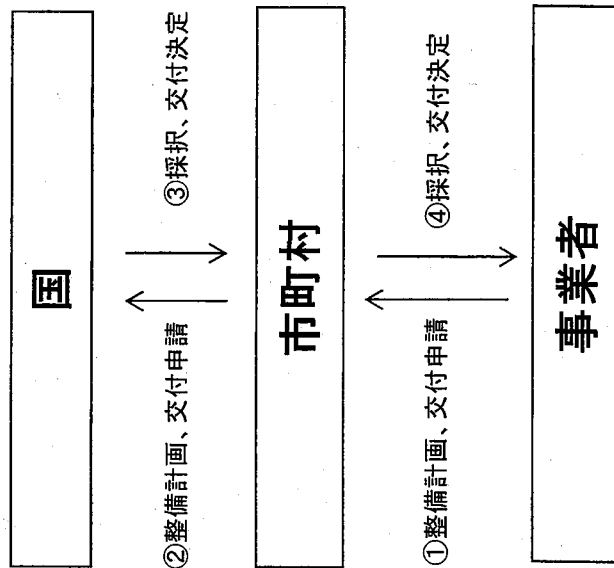 国
②整備計画、交付申請
③採択、交付決定
市町村
①整備計画、交付申請
④採択、交付決定
事業者